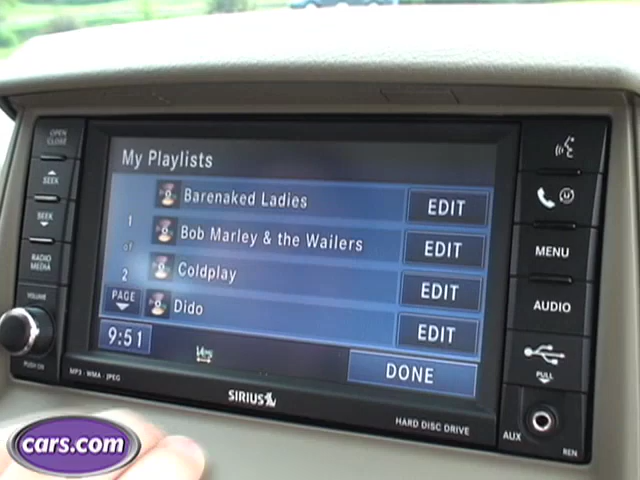 OPEN
CLOSE
SEEK
SEEK
RADIO
MEDIA
VOLUME
PUSH ON
My Playlists
Barenaked Ladies EDIT
1 Bob Marley & the Wailers EDIT
of
2 Coldplay EDIT
PAGE Dido EDIT
9:51 DONE
MP3 · WMA · JPEG
SIRIUS
HARD DISC DRIVE
MENU
AUDIO
PULL
AUX
REN
cars.com